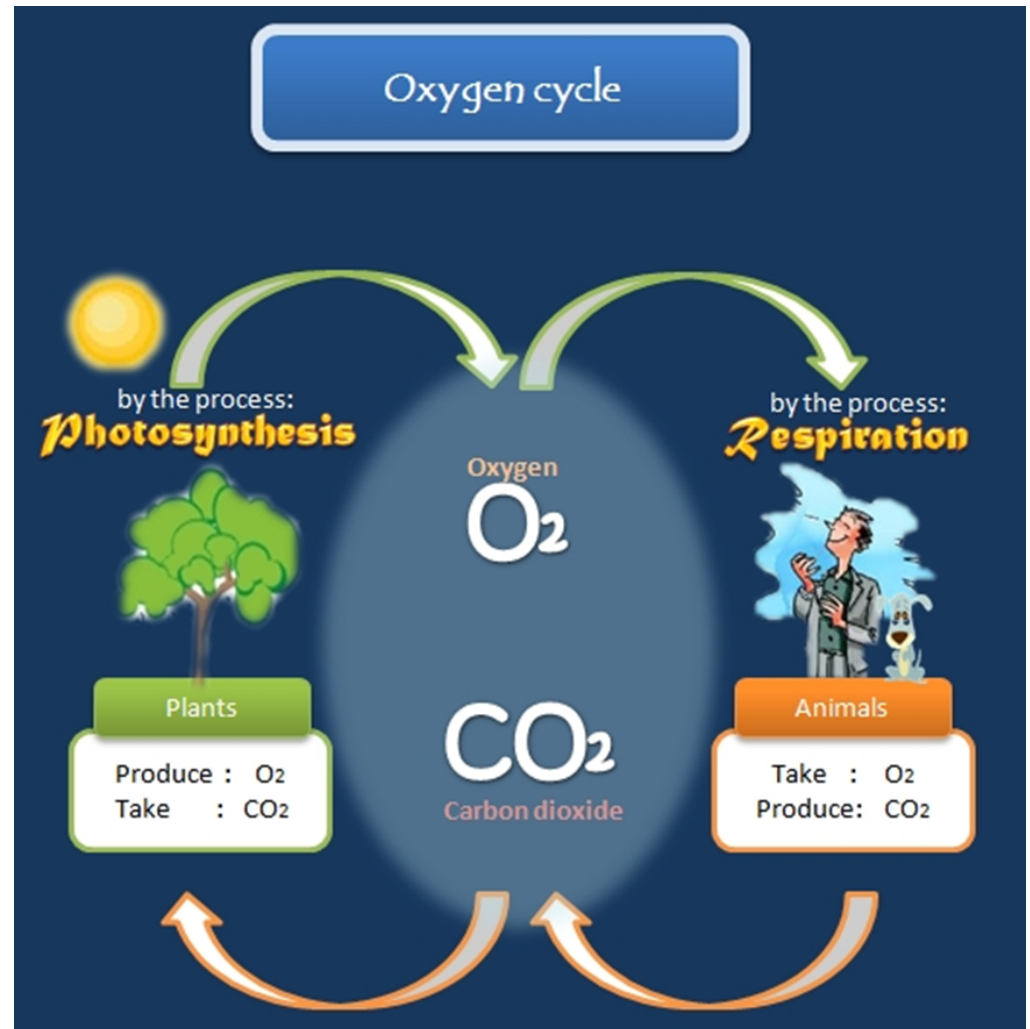 Oxygen cycle
by the process:
Photosynthesis
by the process:
Respiration
Oxygen
O2
Plants
Produce : O2
Take : CO2
CO2
Carbon dioxide
Animals
Take : O2
Produce: CO2